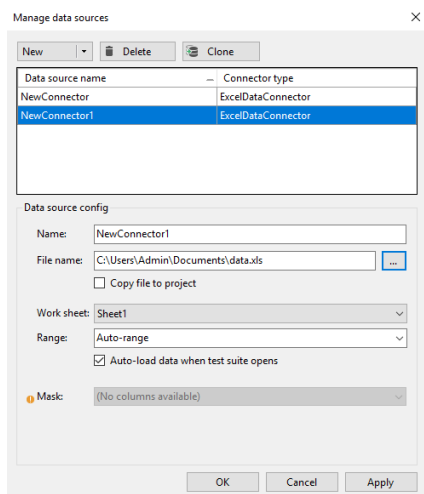 Manage data sources
New Delete Clone
Data source name Connector type
NewConnector ExcelDataConnector
NewConnector1 ExcelDataConnector
Data source config
Name: NewConnector1
File name: C:\Users\Admin\Documents\data.xls ...
Copy file to project
Work sheet: Sheet1
Range: Auto-range
Auto-load data when test suite opens
Mask: (No columns available)
OK Cancel Apply